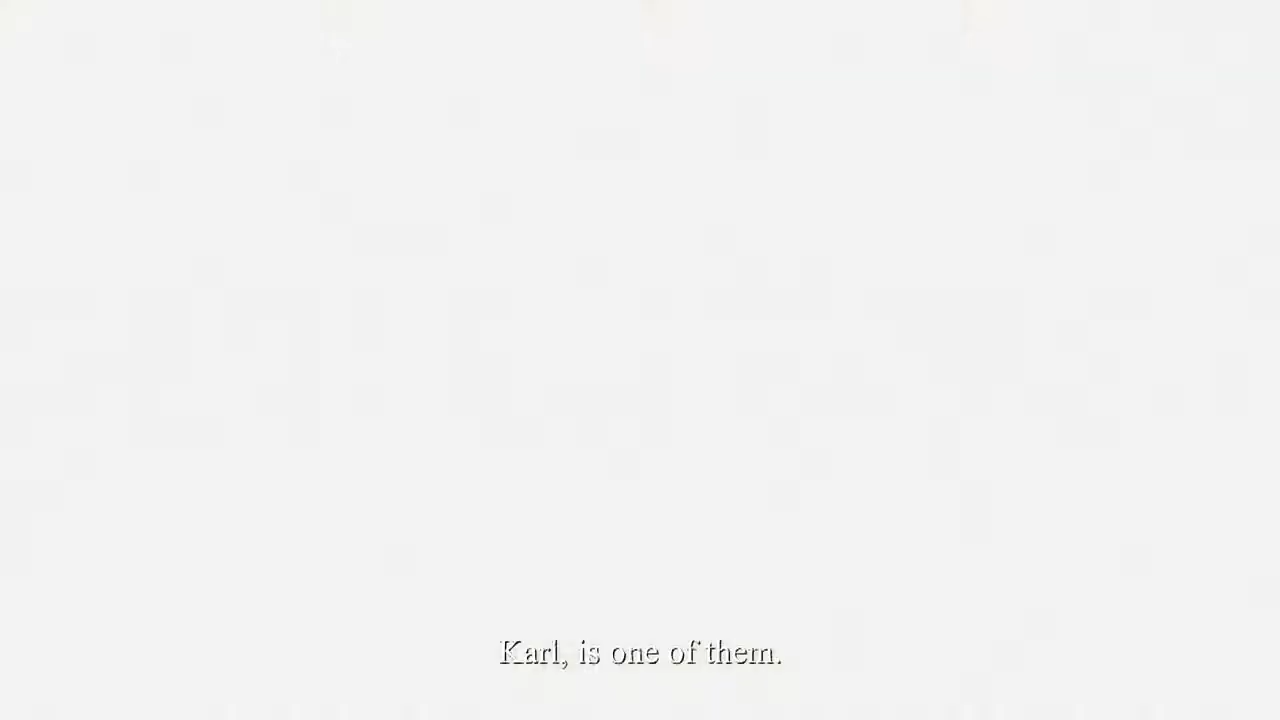 Karl, is one of them.